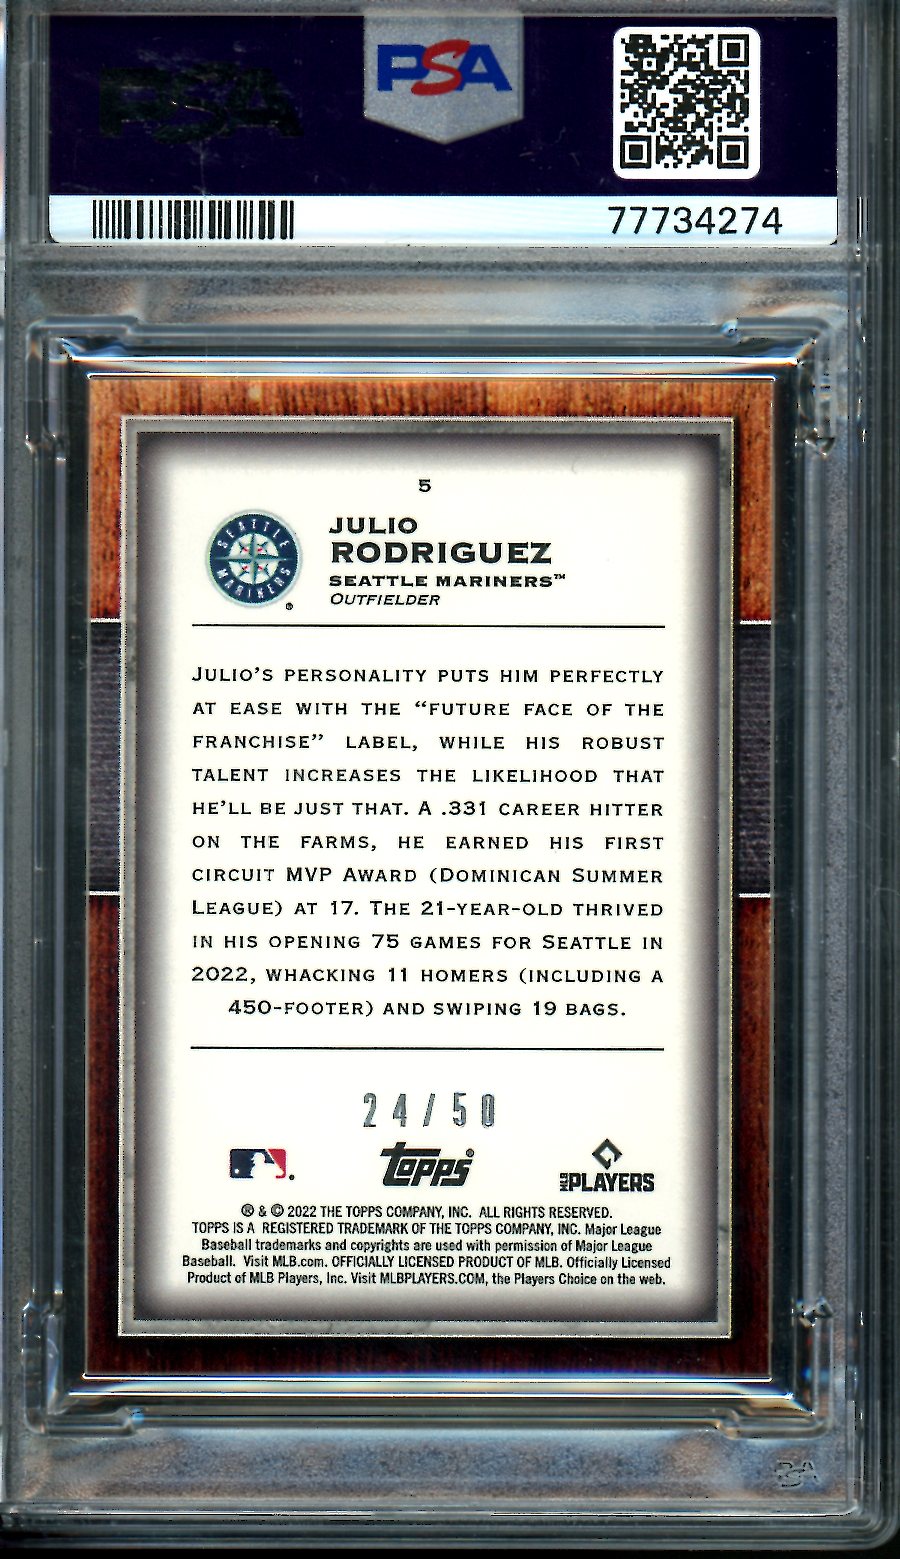 PSA
PSA
77734274
5
SEATTLE MARINERS
JULIO
RODRIGUEZ
SEATTLE MARINERS™
OUTFIELDER
JULIO'S PERSONALITY PUTS HIM PERFECTLY
AT EASE WITH THE “FUTURE FACE OF THE
FRANCHISE” LABEL, WHILE HIS ROBUST
TALENT INCREASES THE LIKELIHOOD THAT
HE'LL BE JUST THAT. A .331 CAREER HITTER
ON THE FARMS, HE EARNED HIS FIRST
CIRCUIT MVP AWARD (DOMINICAN SUMMER
LEAGUE) AT 17. THE 21-YEAR-OLD THRIVED
IN HIS OPENING 75 GAMES FOR SEATTLE IN
2022, WHACKING 11 HOMERS (INCLUDING A
450-FOOTER) AND SWIPING 19 BAGS.
24/50
topps®
MLB PLAYERS
® & © 2022 THE TOPPS COMPANY, INC. ALL RIGHTS RESERVED.
TOPPS IS A REGISTERED TRADEMARK OF THE TOPPS COMPANY, INC. Major League
Baseball trademarks and copyrights are used with permission of Major League
Baseball. Visit MLB.com. OFFICIALLY LICENSED PRODUCT OF MLB. Officially Licensed
Product of MLB Players, Inc. Visit MLBPLAYERS.COM, the Players Choice on the web.
PSA